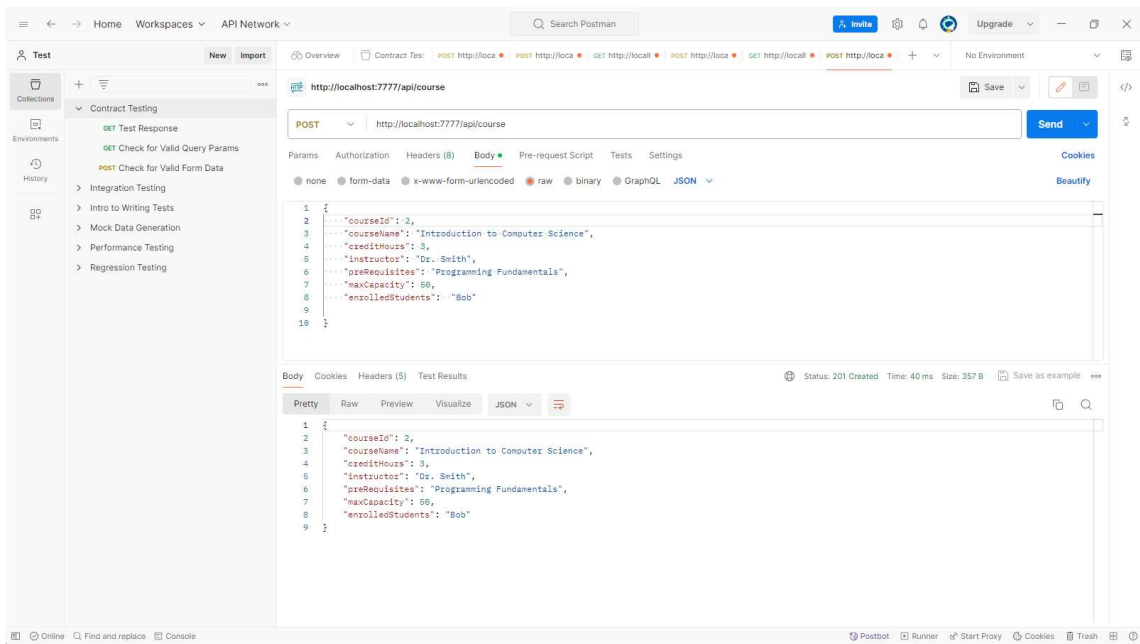 Home Workspaces API Network Search Postman Invite Upgrade
Test New Import Overview Contract Tes POST http://loca POST http://loca GET http://locall POST http://loca GET http://locall POST http://loca No Environment
Collections
Environments
History
Contract Testing
GET Test Response
GET Check for Valid Query Params
POST Check for Valid Form Data
Integration Testing
Intro to Writing Tests
Mock Data Generation
Performance Testing
Regression Testing
HTTP http://localhost:7777/api/course Save
POST http://localhost:7777/api/course Send
Params Authorization Headers (8) Body Pre-request Script Tests Settings Cookies
none form-data x-www-form-urlencoded raw binary GraphQL JSON Beautify
1 {
2 "courseId": 2,
3 "courseName": "Introduction to Computer Science",
4 "creditHours": 3,
5 "instructor": "Dr. Smith",
6 "preRequisites": "Programming Fundamentals",
7 "maxCapacity": 50,
8 "enrolledStudents": "Bob"
9
10 }
Body Cookies Headers (5) Test Results Status: 201 Created Time: 40 ms Size: 357 B Save as example
Pretty Raw Preview Visualize JSON
1 {
2 "courseId": 2,
3 "courseName": "Introduction to Computer Science",
4 "creditHours": 3,
5 "instructor": "Dr. Smith",
6 "preRequisites": "Programming Fundamentals",
7 "maxCapacity": 50,
8 "enrolledStudents": "Bob"
9 }
Online Find and replace Console Postbot Runner Start Proxy Cookies Trash